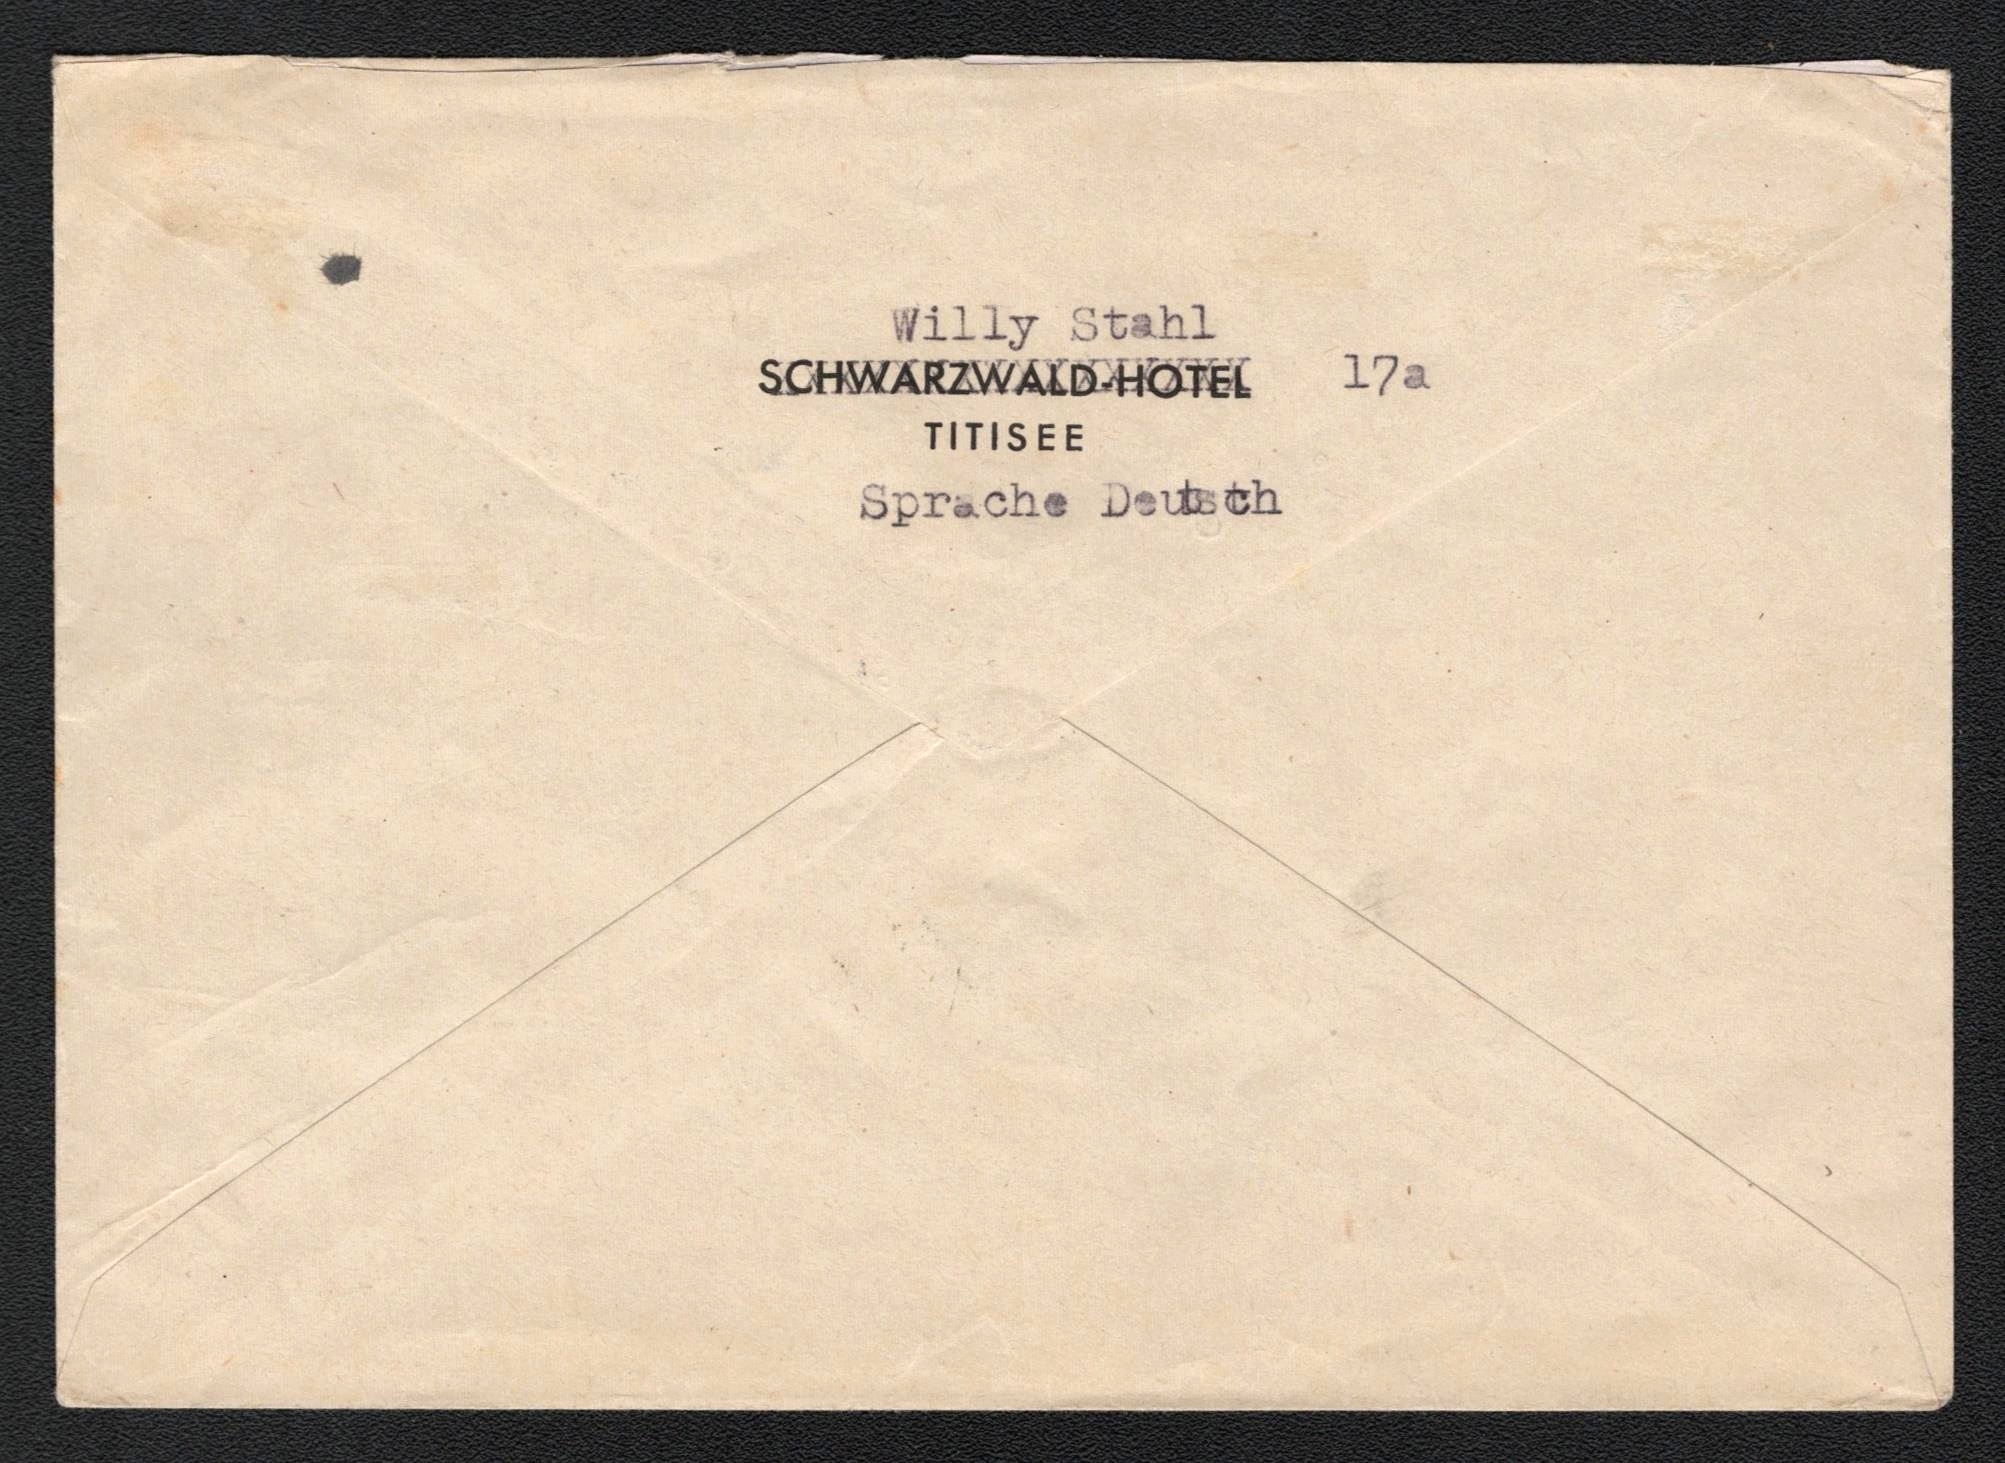 Willy Stahl
SCHWARZWALD-HOTEL 17a
TITISEE
Sprache Deutsch